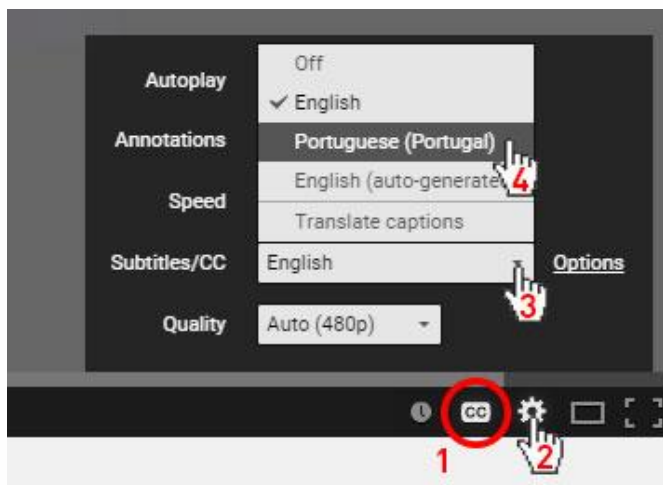 Autoplay
Off
✓ English
Annotations
Portuguese (Portugal)
4
Speed
English (auto-generated
Translate captions
Subtitles/CC
English
Options
3
Quality
Auto (480p)
CC
1
2